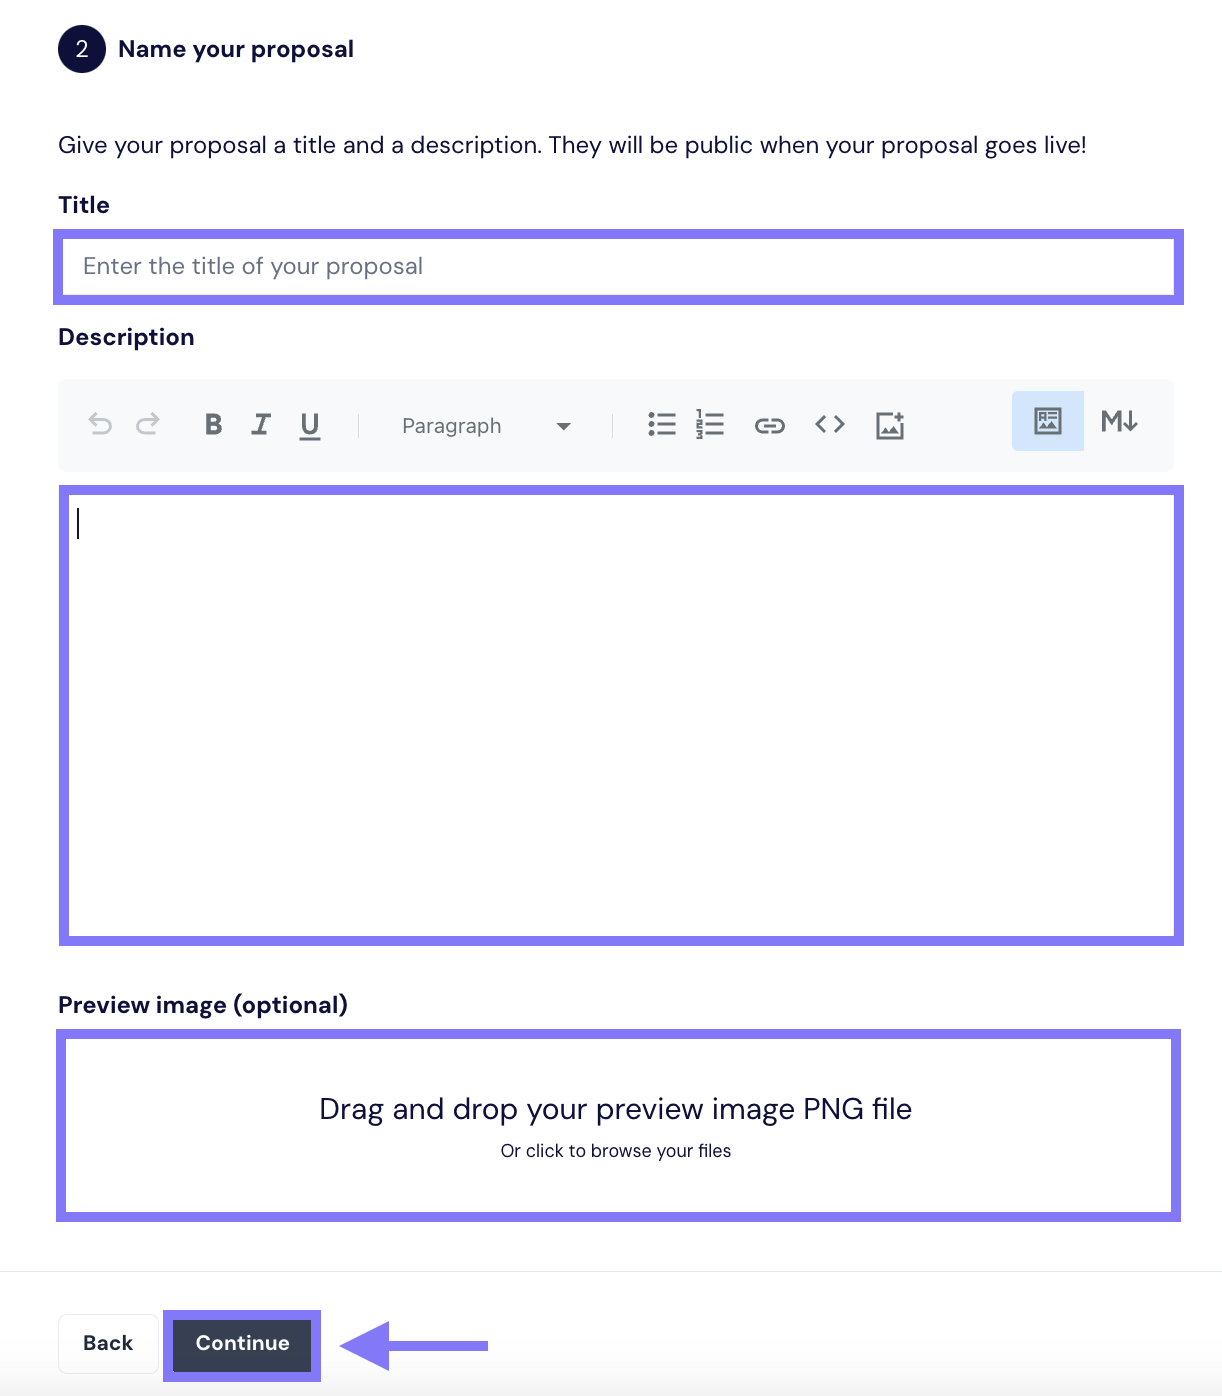 2 Name your proposal
Give your proposal a title and a description. They will be public when your proposal goes live!
Title
Enter the title of your proposal
Description
B I U Paragraph M↓
Preview image (optional)
Drag and drop your preview image PNG file
Or click to browse your files
Back Continue